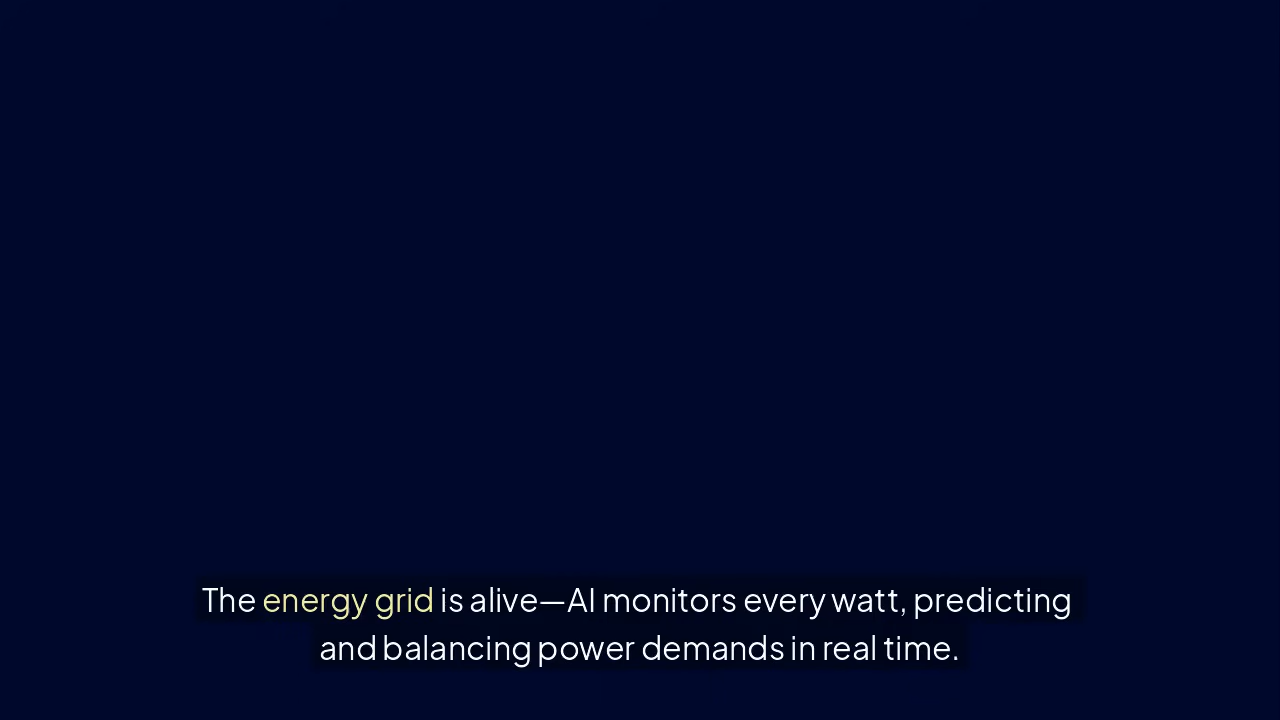 The energy grid is alive—AI monitors every watt, predicting
and balancing power demands in real time.